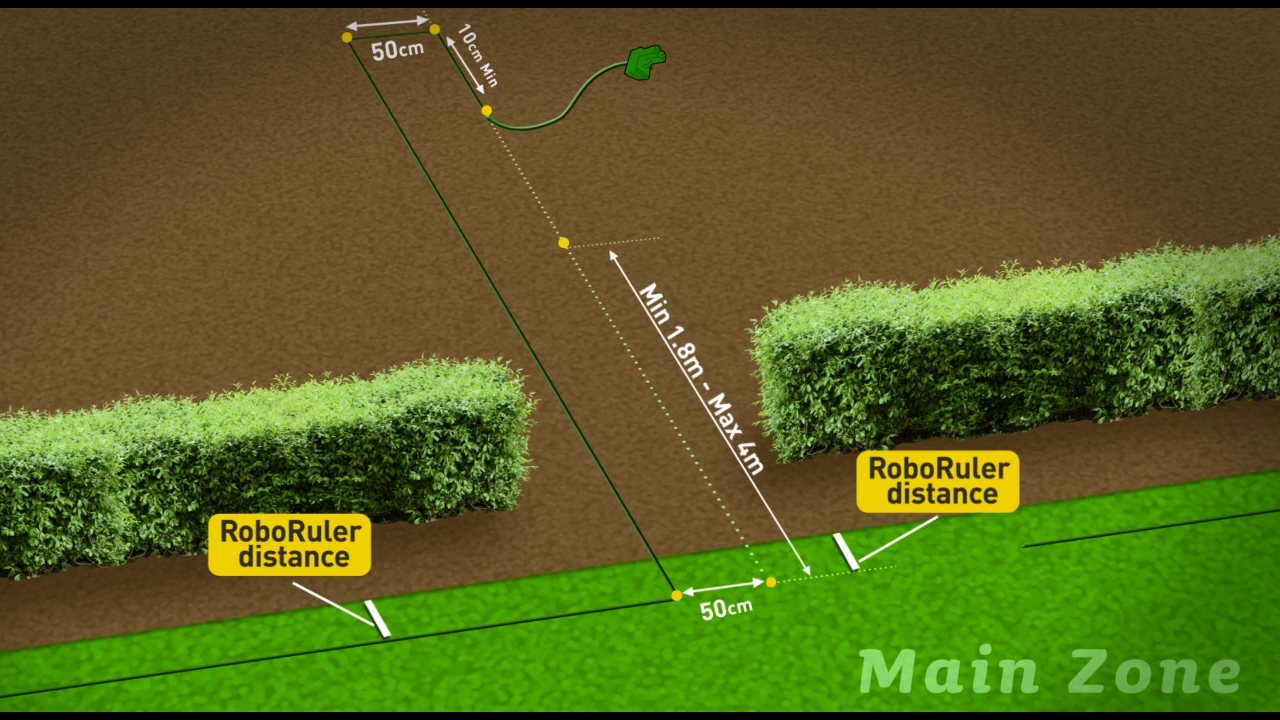 50cm
10cm Min
Min 1.8m - Max 4m
RoboRuler
distance
RoboRuler
distance
50cm
Main Zone